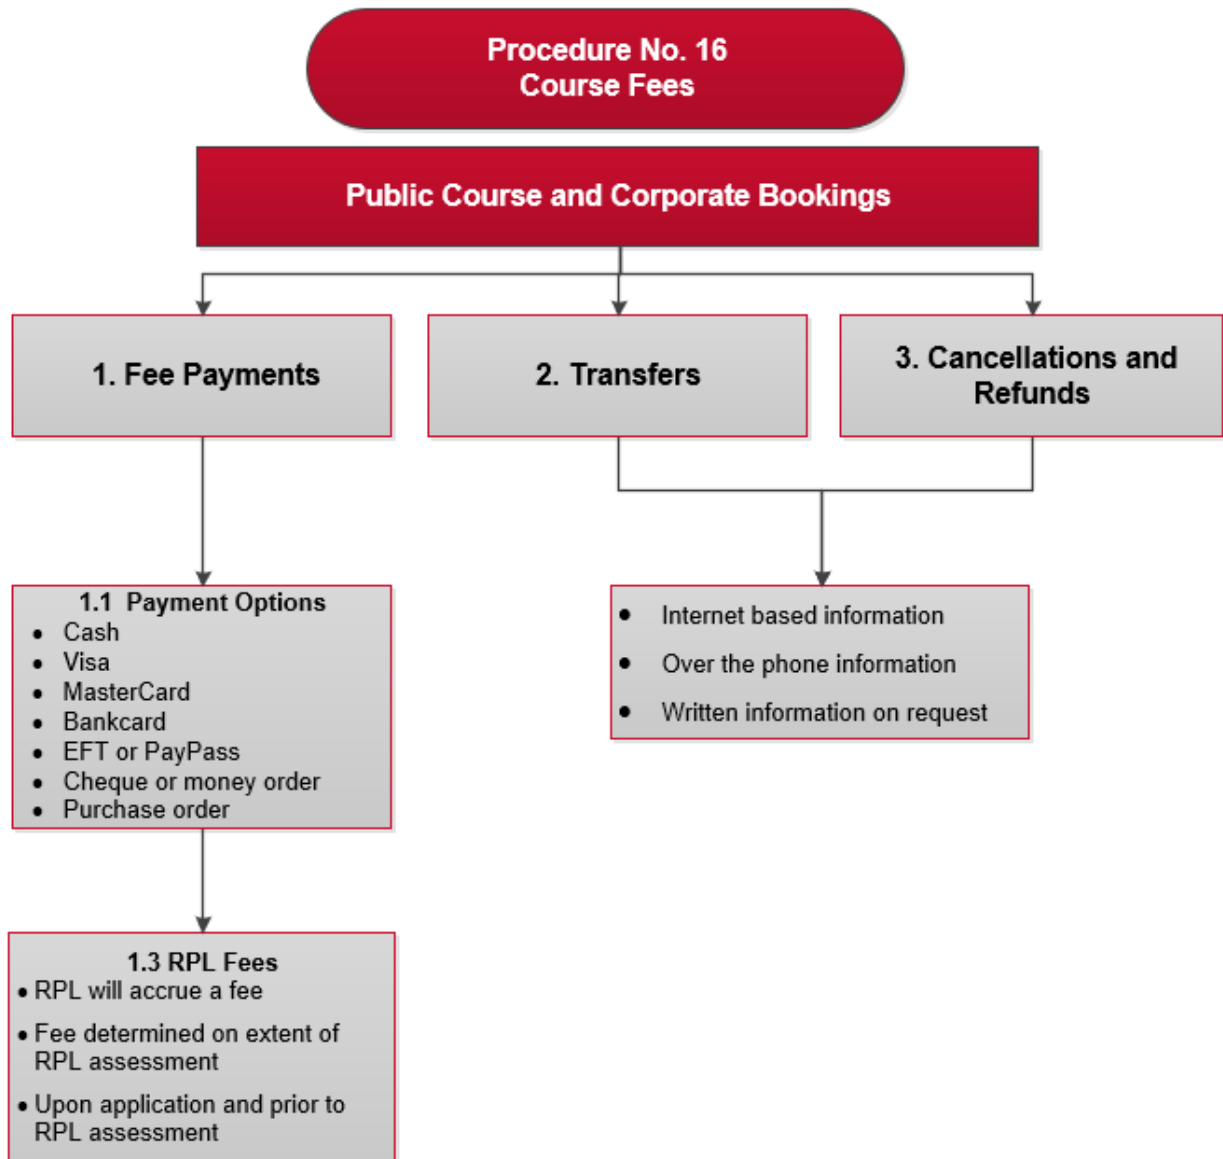 Procedure No. 16
Course Fees
Public Course and Corporate Bookings
1. Fee Payments
2. Transfers
3. Cancellations and
Refunds
1.1 Payment Options
• Cash
• Visa
• MasterCard
• Bankcard
• EFT or PayPass
• Cheque or money order
• Purchase order
• Internet based information
• Over the phone information
• Written information on request
1.3 RPL Fees
• RPL will accrue a fee
• Fee determined on extent of
RPL assessment
• Upon application and prior to
RPL assessment